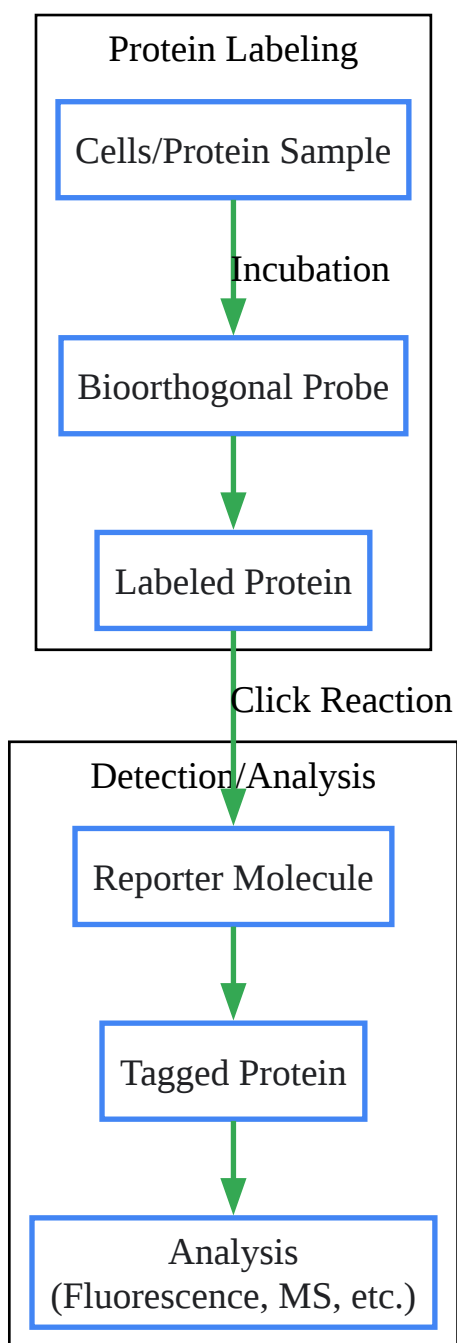 Protein Labeling
Cells/Protein Sample
Incubation
Bioorthogonal Probe
Labeled Protein
Click Reaction
Detection/Analysis
Reporter Molecule
Tagged Protein
Analysis
(Fluorescence, MS, etc.)